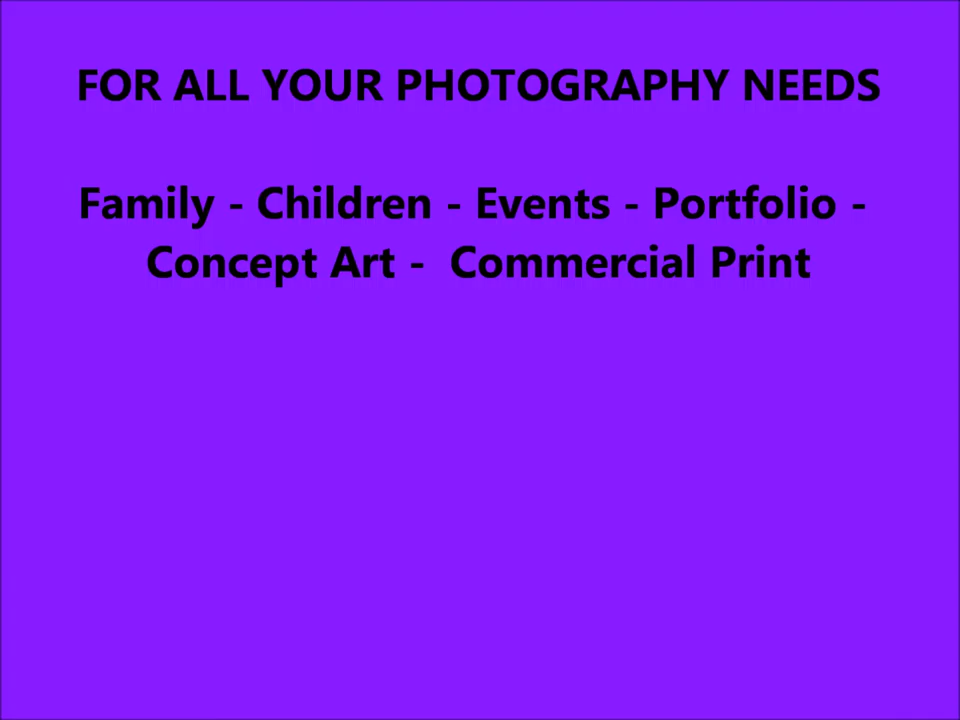 FOR ALL YOUR PHOTOGRAPHY NEEDS
Family - Children - Events - Portfolio -
Concept Art -  Commercial Print